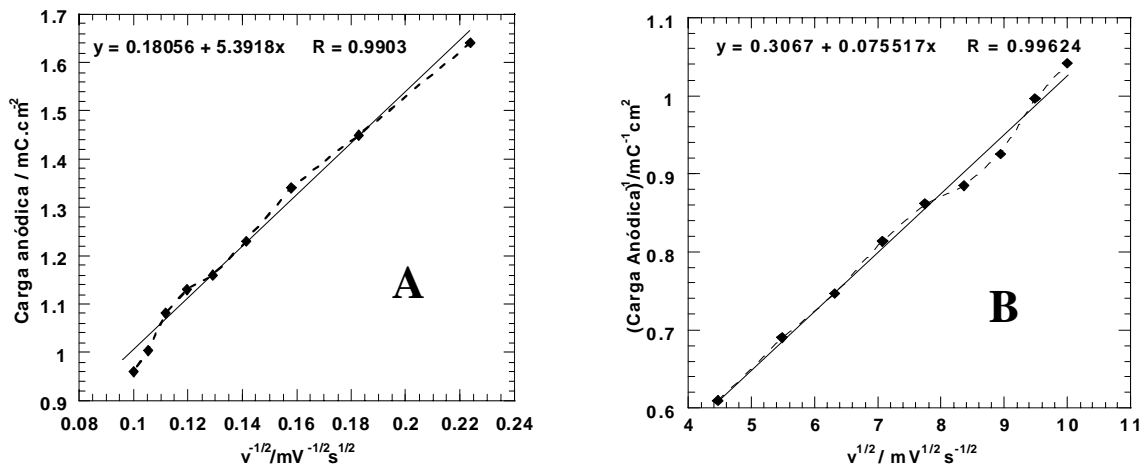 1.7
y = 0.18056 + 5.3918x R = 0.9903
1.6
1.5
1.4
1.3
1.2
1.1
1
0.9
Carga anódica / mC.cm-2
A
0.08 0.1 0.12 0.14 0.16 0.18 0.2 0.22 0.24
v-1/2/mV -1/2s1/2
1.1
y = 0.3067 + 0.075517x R = 0.99624
1
0.9
0.8
0.7
0.6
(Carga Anódica)-1/mC-1cm2
B
4 5 6 7 8 9 10 11
v1/2 / mV1/2s-1/2